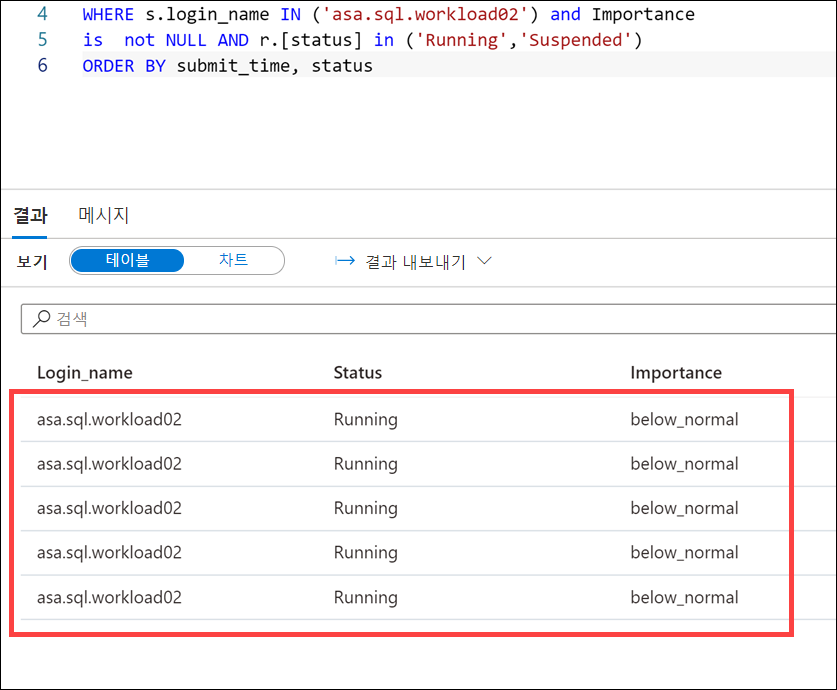 4 WHERE s.login_name IN ('asa.sql.workload02') and Importance
5 is  not NULL AND r.[status] in ('Running','Suspended')
6 ORDER BY submit_time, status
결과 메시지
보기 테이블 차트 결과 내보내기
검색
Login_name Status Importance
asa.sql.workload02 Running below_normal
asa.sql.workload02 Running below_normal
asa.sql.workload02 Running below_normal
asa.sql.workload02 Running below_normal
asa.sql.workload02 Running below_normal